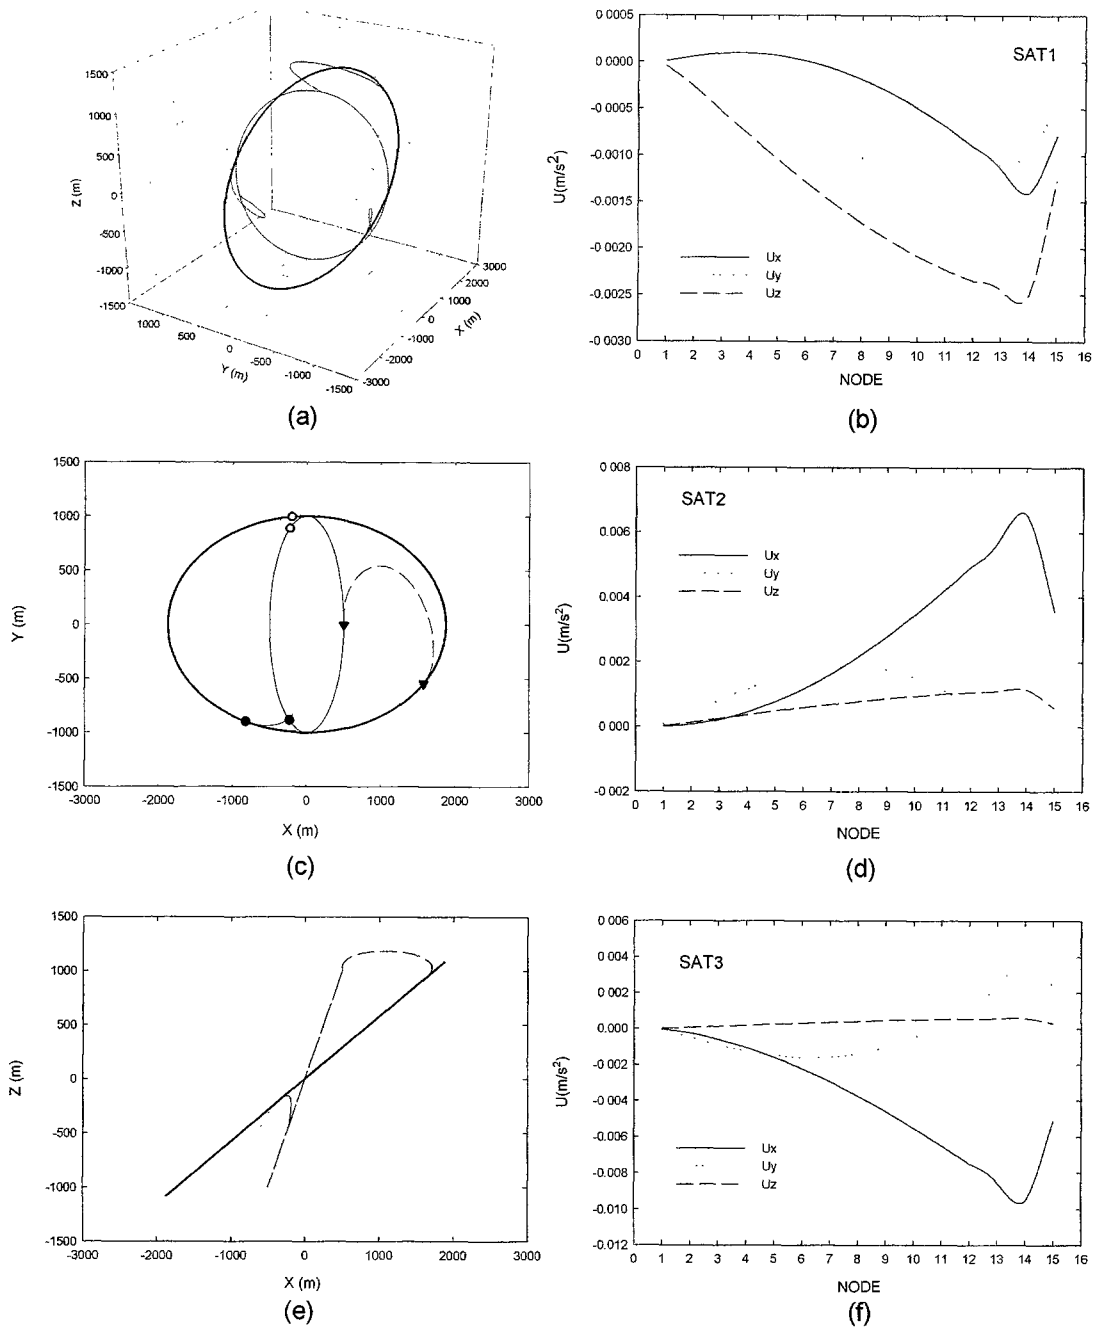 1500
1000
500
0
-500
-1000
-1500
Z (m)
1000
500
0
-500
-1000
-1500
Y (m)
3000
2000
1000
0
-1000
-2000
-3000
X (m)
(a)
0 0005
0.0000
-0 0005
-0 0010
-0 0015
-0 0020
-0 0025
-0 0030
U(m/s²)
SAT1
Ux
Uy
Uz
0 1 2 3 4 5 6 7 8 9 10 11 12 13 14 15 16
NODE
(b)
1500
1000
500
0
-500
-1000
-1500
Y (m)
-3000 -2000 -1000 0 1000 2000 3000
X (m)
(c)
0 008
0 006
0 004
0 002
0 000
-0 002
U(m/s²)
SAT2
Ux
Uy
Uz
0 1 2 3 4 5 6 7 8 9 10 11 12 13 14 15 16
NODE
(d)
1500
1000
500
0
-500
-1000
-1500
Z (m)
-3000 -2000 -1000 0 1000 2000 3000
X (m)
(e)
0 006
0 004
0 002
0 000
-0 002
-0 004
-0 006
-0 008
-0 010
-0 012
U(m/s²)
SAT3
Ux
Uy
Uz
0 1 2 3 4 5 6 7 8 9 10 11 12 13 14 15 16
NODE
(f)